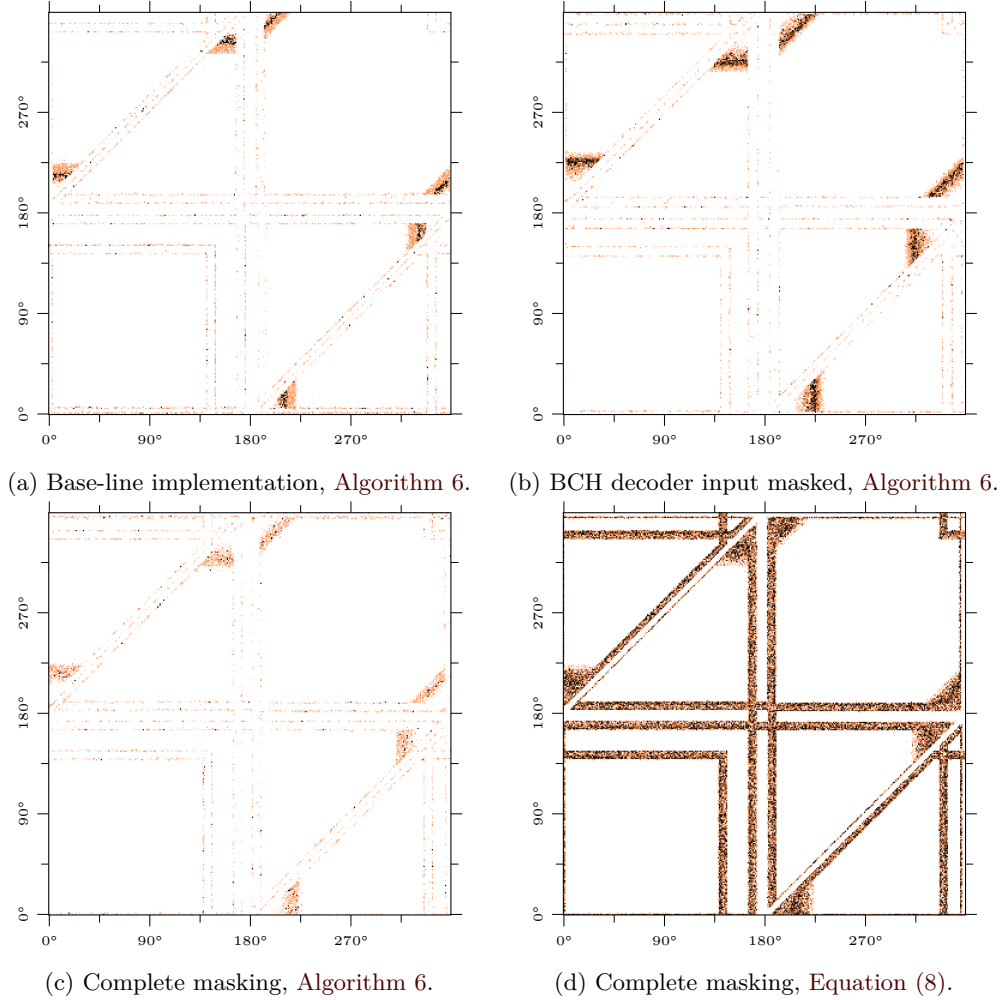 270°
180°
90°
0°
0° 90° 180° 270°
270°
180°
90°
0°
0° 90° 180° 270°
(a) Base-line implementation, Algorithm 6.
(b) BCH decoder input masked, Algorithm 6.
270°
180°
90°
0°
0° 90° 180° 270°
270°
180°
90°
0°
0° 90° 180° 270°
(c) Complete masking, Algorithm 6.
(d) Complete masking, Equation (8).